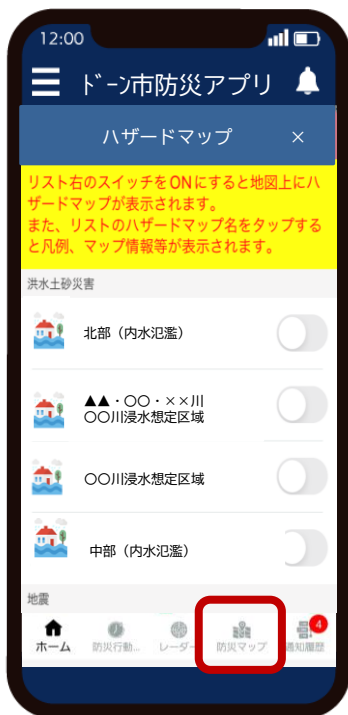 12:00
ドーン市防災アプリ
ハザードマップ ×
リスト右のスイッチをONにすると地図上にハ
ザードマップが表示されます。
また、リストのハザードマップ名をタップする
と凡例、マップ情報等が表示されます。
洪水土砂災害
北部（内水氾濫）
▲▲・〇〇・××川
〇〇川浸水想定区域
〇〇川浸水想定区域
中部（内水氾濫）
地震
4
ホーム 防災行動... レーダー 防災マップ 通知履歴